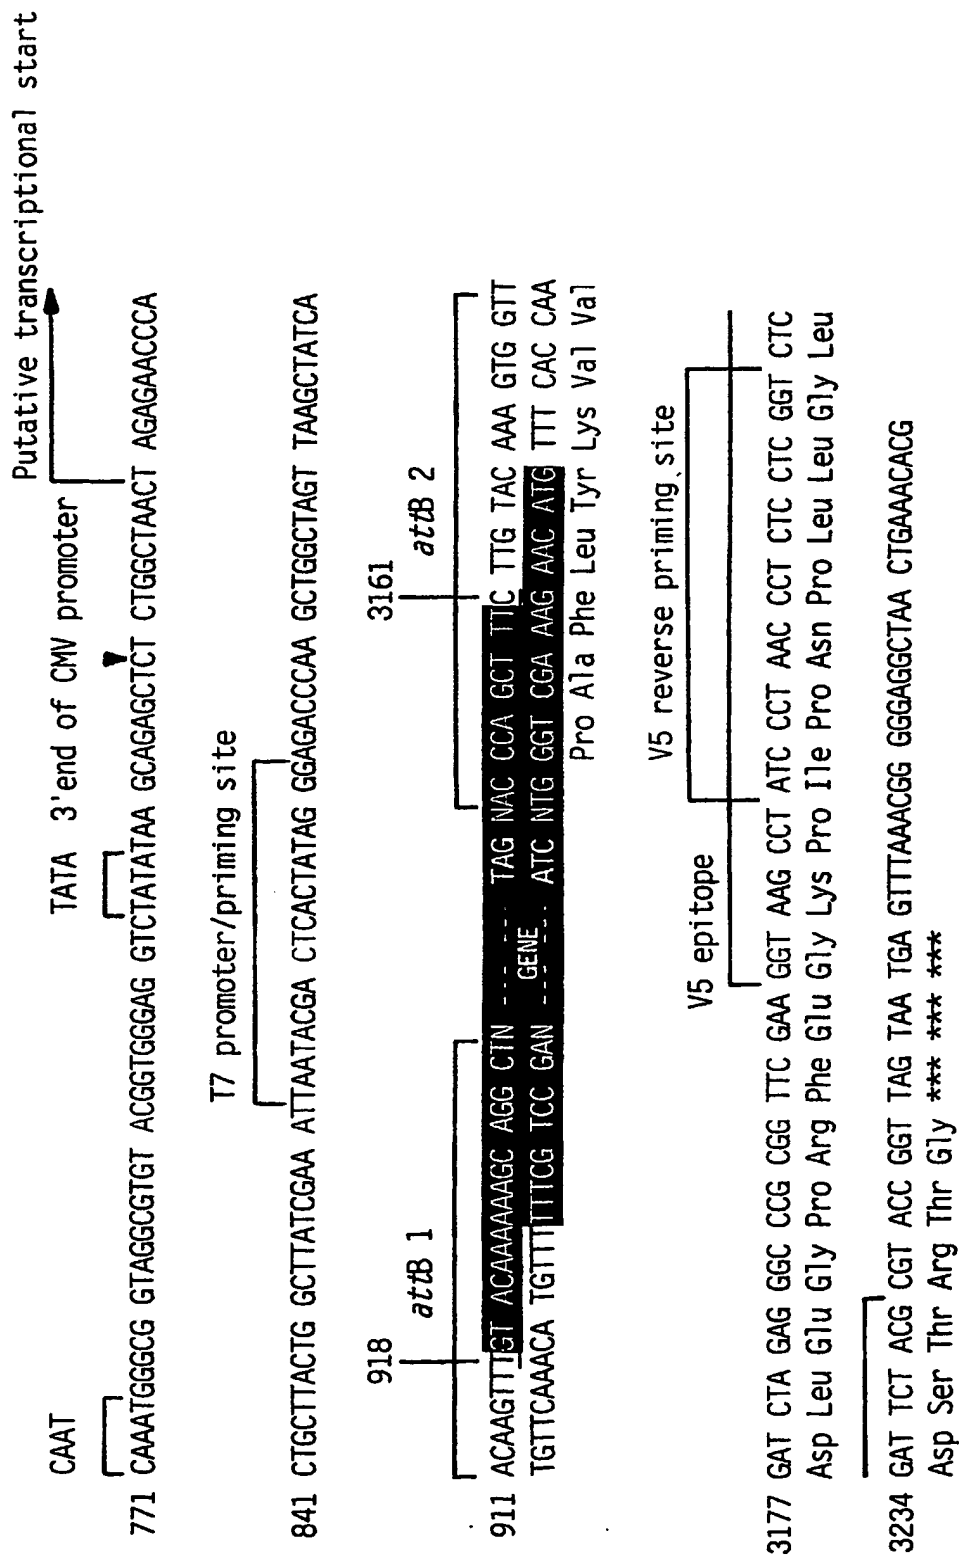 Putative transcriptional start
CAAT TATA 3'end of CMV promoter
771 CAAATGGGCG GTAGGCGTGT ACGGTGGGAG GTCTATATAA GCAGAGCTCT CTGGCTAACT AGAGAACCCA
T7 promoter/priming site
841 CTGCTTACTG GCTTATCGAA ATTAATACGA CTCACTATAG GGAGACCCAA GCTGGCTAGT TAAGCTATCA
918 3161
attB 1 attB 2
911 ACAAGTTTGT ACAAAAAAGC AGG CTN ---- ---- TAG NAC CCA GCT TTC TTG TAC AAA GTG GTT
GENE
TGTTCAAACA TGTTTTTTCG TCC GAN ---- ---- ATC NTG GGT CGA AAG AAC ATG TTT CAC CAA
Pro Ala Phe Leu Tyr Lys Val Val
V5 reverse priming site
V5 epitope
3177 GAT CTA GAG GGC CCG CGG TTC GAA GGT AAG CCT ATC CCT AAC CCT CTC CTC GGT CTC
Asp Leu Glu Gly Pro Arg Phe Glu Gly Lys Pro Ile Pro Asn Pro Leu Leu Gly Leu
3234 GAT TCT ACG CGT ACC GGT TAG TAA TGA GTTTAAACGG GGGAGGCTAA CTGAAACACG
Asp Ser Thr Arg Thr Gly *** *** ***